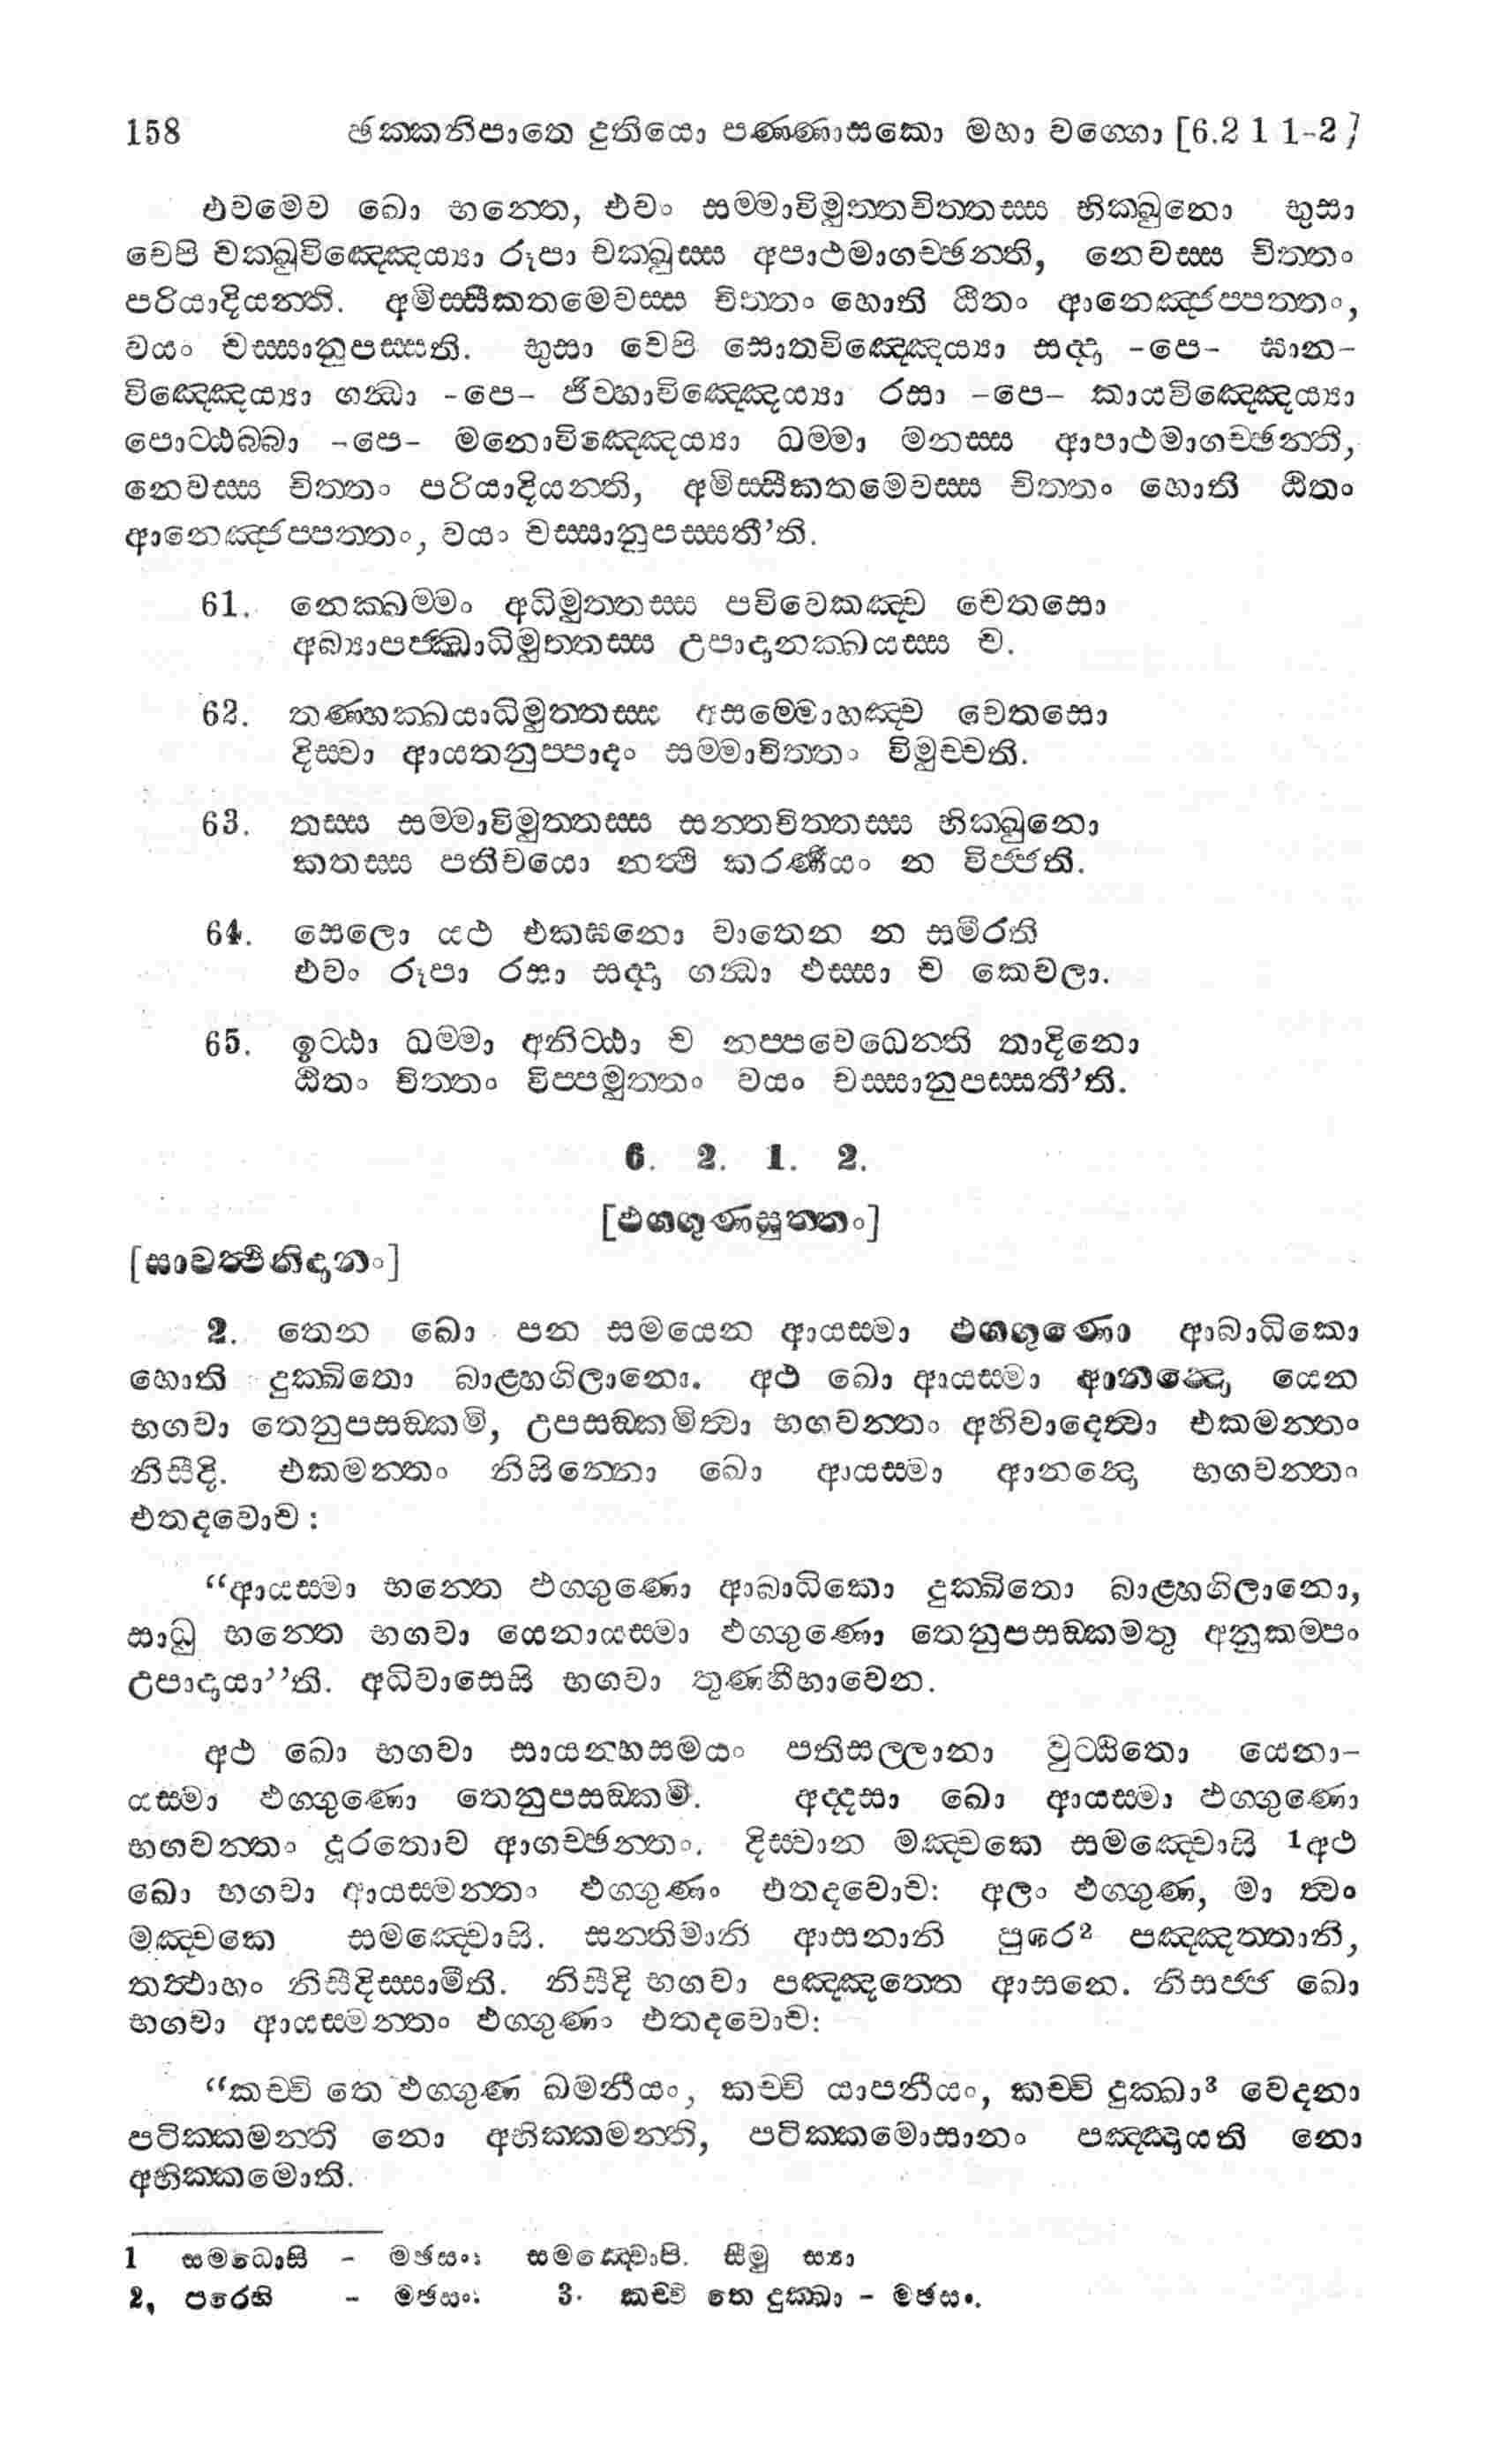 158 ඡක්කනිපාතෙ දුතියො පණ්ණාසකො මහා වග්ගො [6.2 1 1-2]
එවමෙව ඛො භන්තෙ, එවං සම්මාවිමුත්තචිත්තස්ස භික්ඛුනො භුසා
චෙපි චක්ඛුවිඤ්ඤෙය්‍යා රූපා චක්ඛුස්ස අපාථමාගච්ඡන්ති, නෙවස්ස චිත්තං
පරියාදියන්ති. අමිස්සීකතමෙවස්ස චිත්තං හොති ඨිතං ආනෙඤ්ජප්පත්තං,
වයං චස්සානුපස්සති. භුසා චෙපි සොතවිඤ්ඤෙය්‍යා සද්දා -පෙ- ඝාන-
විඤ්ඤෙය්‍යා ගන්ධා -පෙ- ජිව්හාවිඤ්ඤෙය්‍යා රසා -පෙ- කායවිඤ්ඤෙය්‍යා
පොට්ඨබ්බා -පෙ- මනොවිඤ්ඤෙය්‍යා ධම්මා මනස්ස ආපාථමාගච්ඡන්ති,
නෙවස්ස චිත්තං පරියාදියන්ති, අමිස්සීකතමෙවස්ස චිත්තං හොති ඨිතං
ආනෙඤ්ජප්පත්තං, වයං චස්සානුපස්සතී’ති.
61. නෙක්ඛම්මං අධිමුත්තස්ස පවිවෙකඤ්ච චෙතසො
අබ්‍යාපජ්ඣාධිමුත්තස්ස උපාදානක්ඛයස්ස ච.
62. තණ්හක්ඛයාධිමුත්තස්ස අසම්මොහඤ්ච චෙතසො
දිස්වා ආයතනුප්පාදං සම්මාචිත්තං විමුච්චති.
63. තස්ස සම්මාවිමුත්තස්ස සන්තචිත්තස්ස භික්ඛුනො
කතස්ස පතිචයො නත්ථි කරණීයං න විජ්ජති.
64. සෙලො යථ එකඝනො වාතෙන න සමීරති
එවං රූපා රසා සද්දා ගන්ධා ඵස්සා ච කෙවලා.
65. ඉට්ඨා ධම්මා අනිට්ඨා ච නප්පවෙධෙන්ති තාදිනො
ඨිතං චිත්තං විප්පමුත්තං වයං චස්සානුපස්සතී’ති.
6. 2. 1. 2.
[ඵග්ගුණසුත්තං]
[සාවත්ථිනිදානං]
2. තෙන ඛො පන සමයෙන ආයස්මා ඵග්ගුණො ආබාධිකො
හොති දුක්ඛිතො බාළ්හගිලානො. අථ ඛො ආයස්මා ආනන්දො යෙන
භගවා තෙනුපසඞ්කමි, උපසඞ්කමිත්වා භගවන්තං අභිවාදෙත්වා එකමන්තං
නිසීදි. එකමන්තං නිසින්නො ඛො ආයස්මා ආනන්දො භගවන්තං
එතදවොච:
“ආයස්මා භන්තෙ ඵග්ගුණො ආබාධිකො දුක්ඛිතො බාළ්හගිලානො,
සාධු භන්තෙ භගවා යෙනායස්මා ඵග්ගුණො තෙනුපසඞ්කමතු අනුකම්පං
උපාදායා”ති. අධිවාසෙසි භගවා තුණ්හීභාවෙන.
අථ ඛො භගවා සායන්හසමයං පතිසල්ලානා වුට්ඨිතො යෙනා-
යස්මා ඵග්ගුණො තෙනුපසඞ්කමි. අද්දසා ඛො ආයස්මා ඵග්ගුණො
භගවන්තං දූරතොව ආගච්ඡන්තං. දිස්වාන මඤ්චකෙ සමඤ්චොසි ¹අථ
ඛො භගවා ආයස්මන්තං ඵග්ගුණං එතදවොච: අලං ඵග්ගුණ, මා ත්වං
මඤ්චකෙ සමඤ්චොසි. සන්තිමානි ආසනානි පුරෙ² පඤ්ඤත්තානි,
තත්ථාහං නිසීදිස්සාමීති. නිසීදි භගවා පඤ්ඤත්තෙ ආසනෙ. නිසජ්ජ ඛො
භගවා ආයස්මන්තං ඵග්ගුණං එතදවොච:
“කච්චි තෙ ඵග්ගුණ ඛමනීයං, කච්චි යාපනීයං, කච්චි දුක්ඛා³ වෙදනා
පටික්කමන්ති නො අභික්කමන්ති, පටික්කමොසානං පඤ්ඤායති නො
අභික්කමොති.
1 සමධොසි - මඡසං: සමඤ්චොපි. සීමු ස්‍යා
2, පරෙහි - මඡසං: 3. කච්චි තෙ දුක්ඛා - මඡසං.